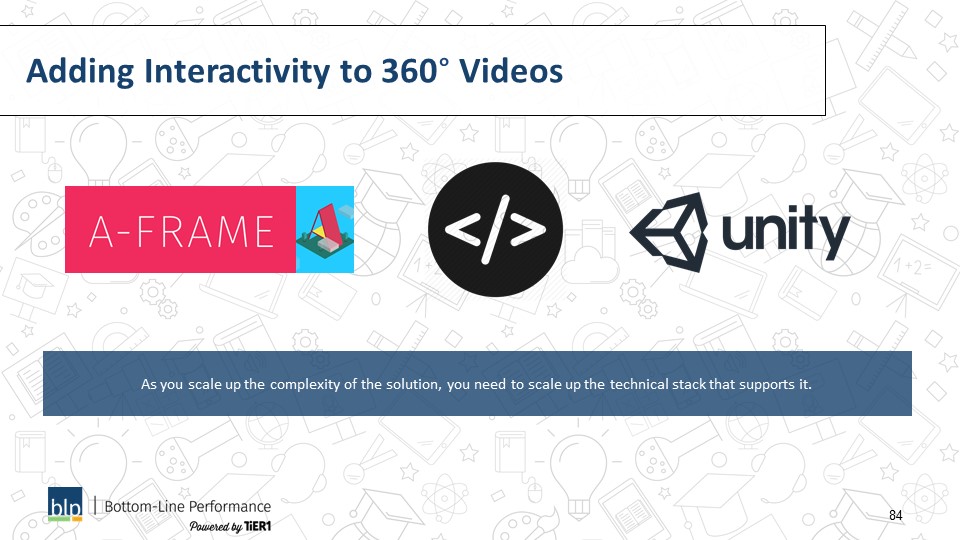 Adding Interactivity to 360° Videos
A-FRAME
</>
unity
As you scale up the complexity of the solution, you need to scale up the technical stack that supports it.
blp | Bottom-Line Performance
Powered by TiER1
84